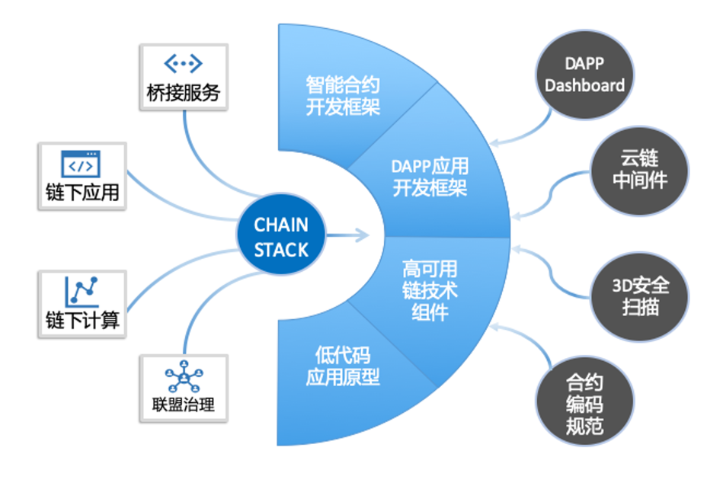 桥接服务
链下应用
链下计算
联盟治理
CHAIN
STACK
智能合约
开发框架
DAPP应用
开发框架
高可用
链技术
组件
低代码
应用原型
DAPP
Dashboard
云链
中间件
3D安全
扫描
合约
编码
规范